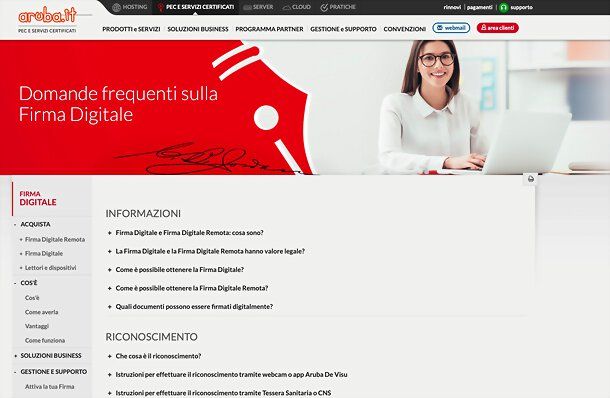 aruba.it
PEC E SERVIZI CERTIFICATI
HOSTING
PEC E SERVIZI CERTIFICATI
SERVER
CLOUD
PRATICHE
rinnovi | pagamenti | supporto
PRODOTTI e SERVIZI
SOLUZIONI BUSINESS
PROGRAMMA PARTNER
GESTIONE e SUPPORTO
CONVENZIONI
webmail
area clienti
Domande frequenti sulla
Firma Digitale
FIRMA
DIGITALE
- ACQUISTA
+ Firma Digitale Remota
+ Firma Digitale
+ Lettori e dispositivi
- COS'È
Cos'è
Come averla
Vantaggi
Come funziona
+ SOLUZIONI BUSINESS
- GESTIONE E SUPPORTO
Attiva la tua Firma
INFORMAZIONI
+ Firma Digitale e Firma Digitale Remota: cosa sono?
+ La Firma Digitale e la Firma Digitale Remota hanno valore legale?
+ Come è possibile ottenere la Firma Digitale?
+ Come è possibile ottenere la Firma Digitale Remota?
+ Quali documenti possono essere firmati digitalmente?
RICONOSCIMENTO
+ Che cosa è il riconoscimento?
+ Istruzioni per effettuare il riconoscimento tramite webcam o app Aruba De Visu
+ Istruzioni per effettuare il riconoscimento tramite Tessera Sanitaria o CNS